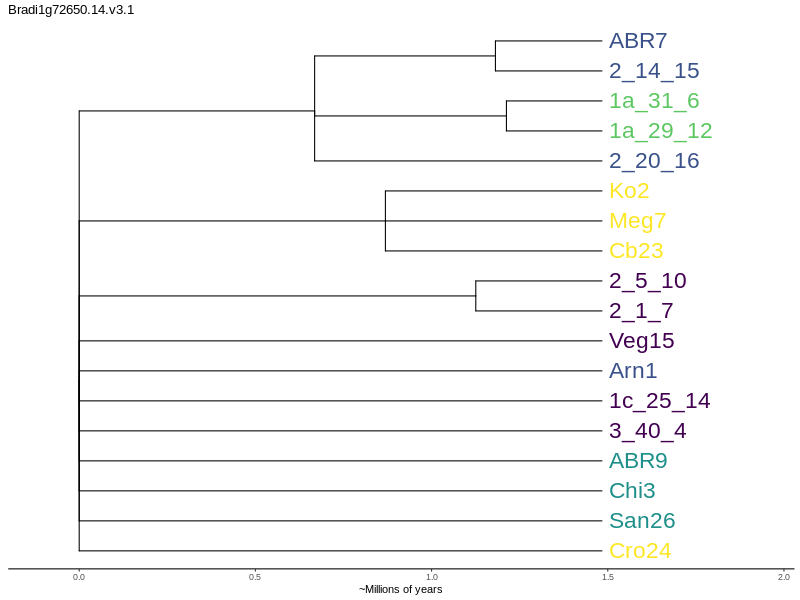 Bradi1g72650.14.v3.1
ABR7
2_14_15
1a_31_6
1a_29_12
2_20_16
Ko2
Meg7
Cb23
2_5_10
2_1_7
Veg15
Arn1
1c_25_14
3_40_4
ABR9
Chi3
San26
Cro24
0.0 0.5 1.0 1.5 2.0
~Millions of years